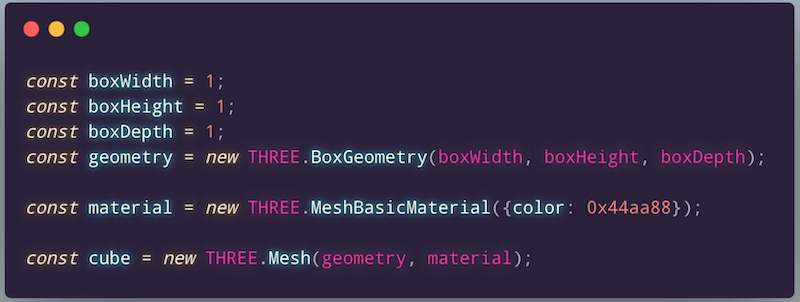 const boxWidth = 1;
const boxHeight = 1;
const boxDepth = 1;
const geometry = new THREE.BoxGeometry(boxWidth, boxHeight, boxDepth);
const material = new THREE.MeshBasicMaterial({color: 0x44aa88});
const cube = new THREE.Mesh(geometry, material);